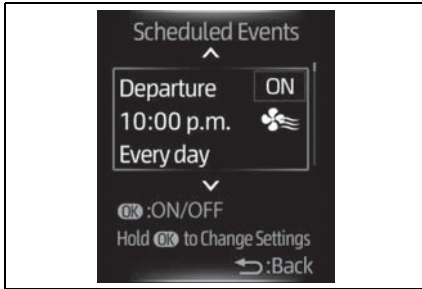 Scheduled Events
Departure ON
10:00 p.m.
Every day
OK :ON/OFF
Hold OK to Change Settings
:Back